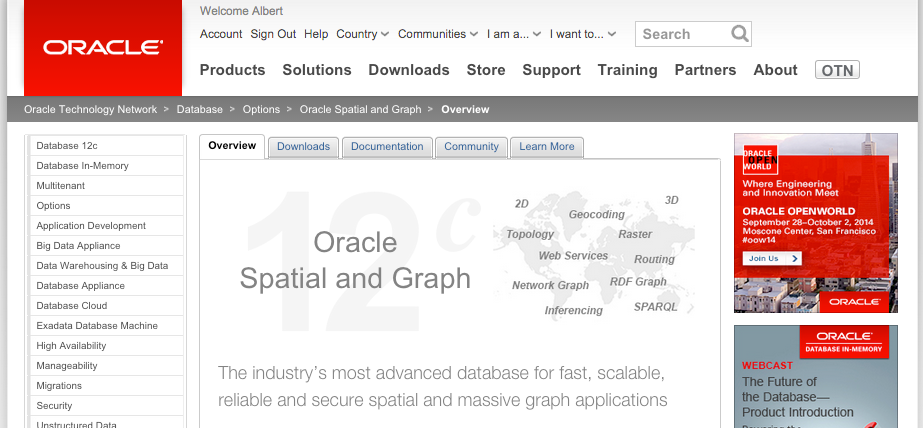 ORACLE
Welcome Albert
Account Sign Out Help Country Communities I am a... I want to... Search
Products Solutions Downloads Store Support Training Partners About OTN
Oracle Technology Network > Database > Options > Oracle Spatial and Graph > Overview
Database 12c
Database In-Memory
Multitenant
Options
Application Development
Big Data Appliance
Data Warehousing & Big Data
Database Appliance
Database Cloud
Exadata Database Machine
High Availability
Manageability
Migrations
Security
Unstructured Data
Overview Downloads Documentation Community Learn More
12c
Oracle
Spatial and Graph
2D
3D
Geocoding
Topology
Raster
Web Services
Routing
Network Graph
RDF Graph
Inferencing
SPARQL
The industry's most advanced database for fast, scalable,
reliable and secure spatial and massive graph applications
ORACLE
OPEN
WORLD
Where Engineering
and Innovation Meet
ORACLE OPENWORLD
September 28–October 2, 2014
Moscone Center, San Francisco
#oow14
Join Us
ORACLE
ORACLE
DATABASE IN-MEMORY
WEBCAST
The Future of
the Database—
Product Introduction